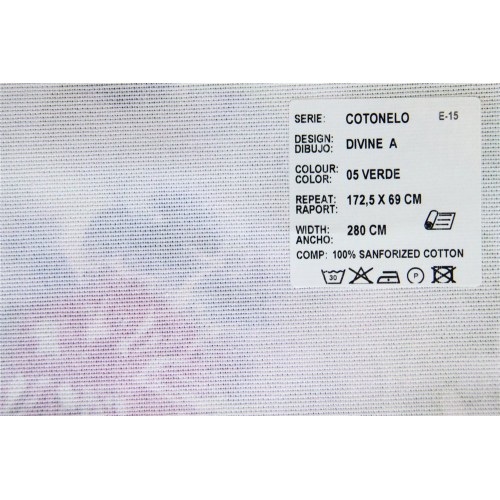 SERIE: COTONELO E-15
DESIGN:
DIBUJO: DIVINE A
COLOUR:
COLOR: 05 VERDE
REPEAT: 172,5 X 69 CM
RAPORT:
WIDTH: 280 CM
ANCHO:
COMP: 100% SANFORIZED COTTON
30 P